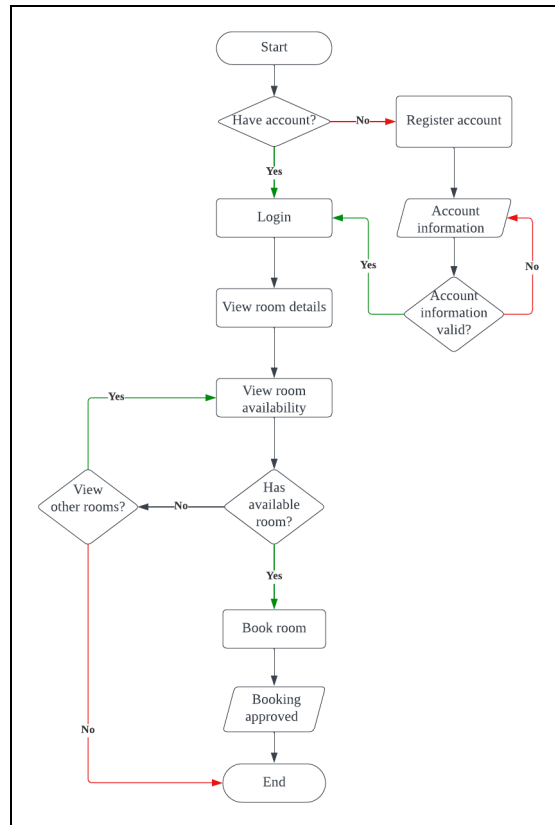 Start
Have account?
No
Register account
Yes
Login
Account
information
Yes
No
Account
information
valid?
View room details
View room
availability
Yes
View
other rooms?
No
Has
available
room?
Yes
Book room
Booking
approved
No
End